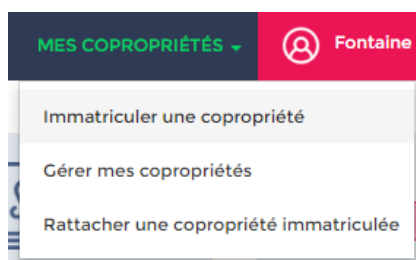 MES COPROPRIÉTÉS Fontaine
Immatriculer une copropriété
Gérer mes copropriétés
Rattacher une copropriété immatriculée